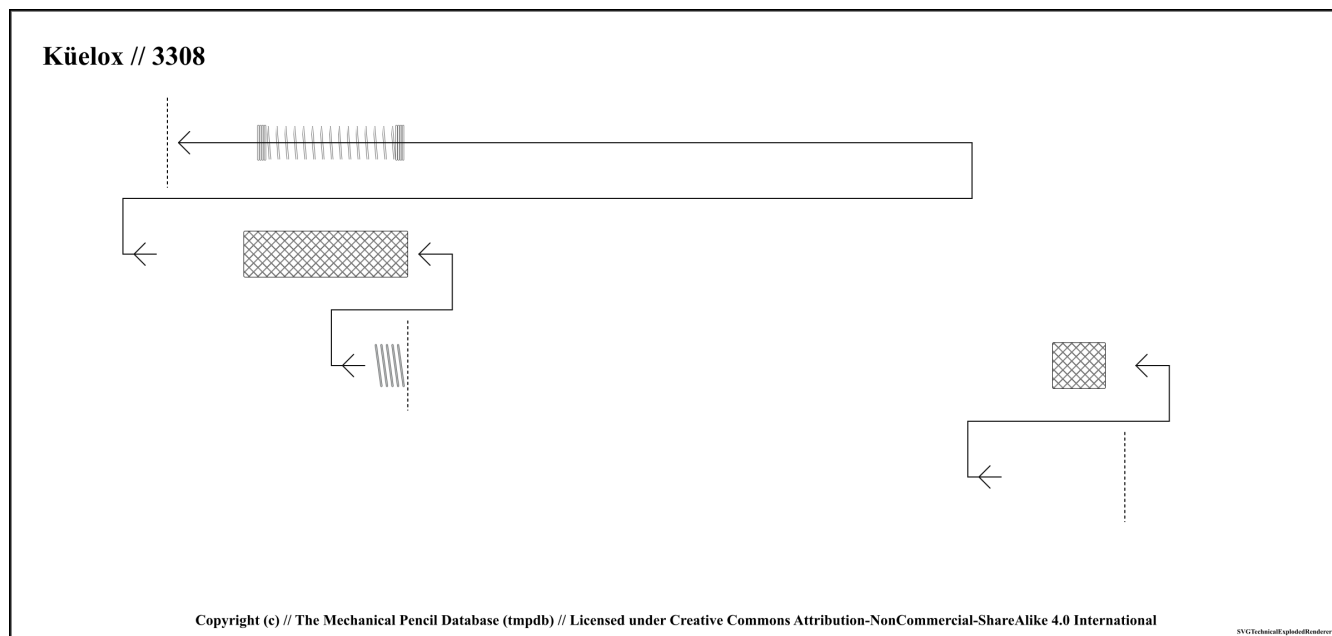 Küelox // 3308
Copyright (c) // The Mechanical Pencil Database (tmpdb) // Licensed under Creative Commons Attribution-NonCommercial-ShareAlike 4.0 International
SVGTechnicalExplodedRenderer